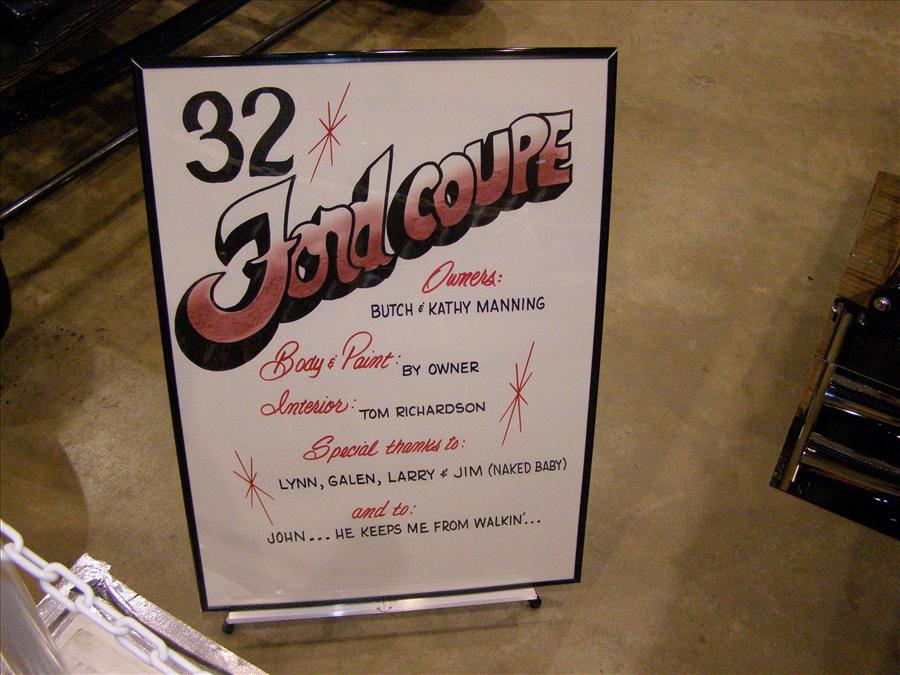 32
Ford COUPE
Owners:
BUTCH & KATHY MANNING
Body & Paint: BY OWNER
Interior: TOM RICHARDSON
Special thanks to:
LYNN, GALEN, LARRY & JIM (NAKED BABY)
and to:
JOHN... HE KEEPS ME FROM WALKIN'...